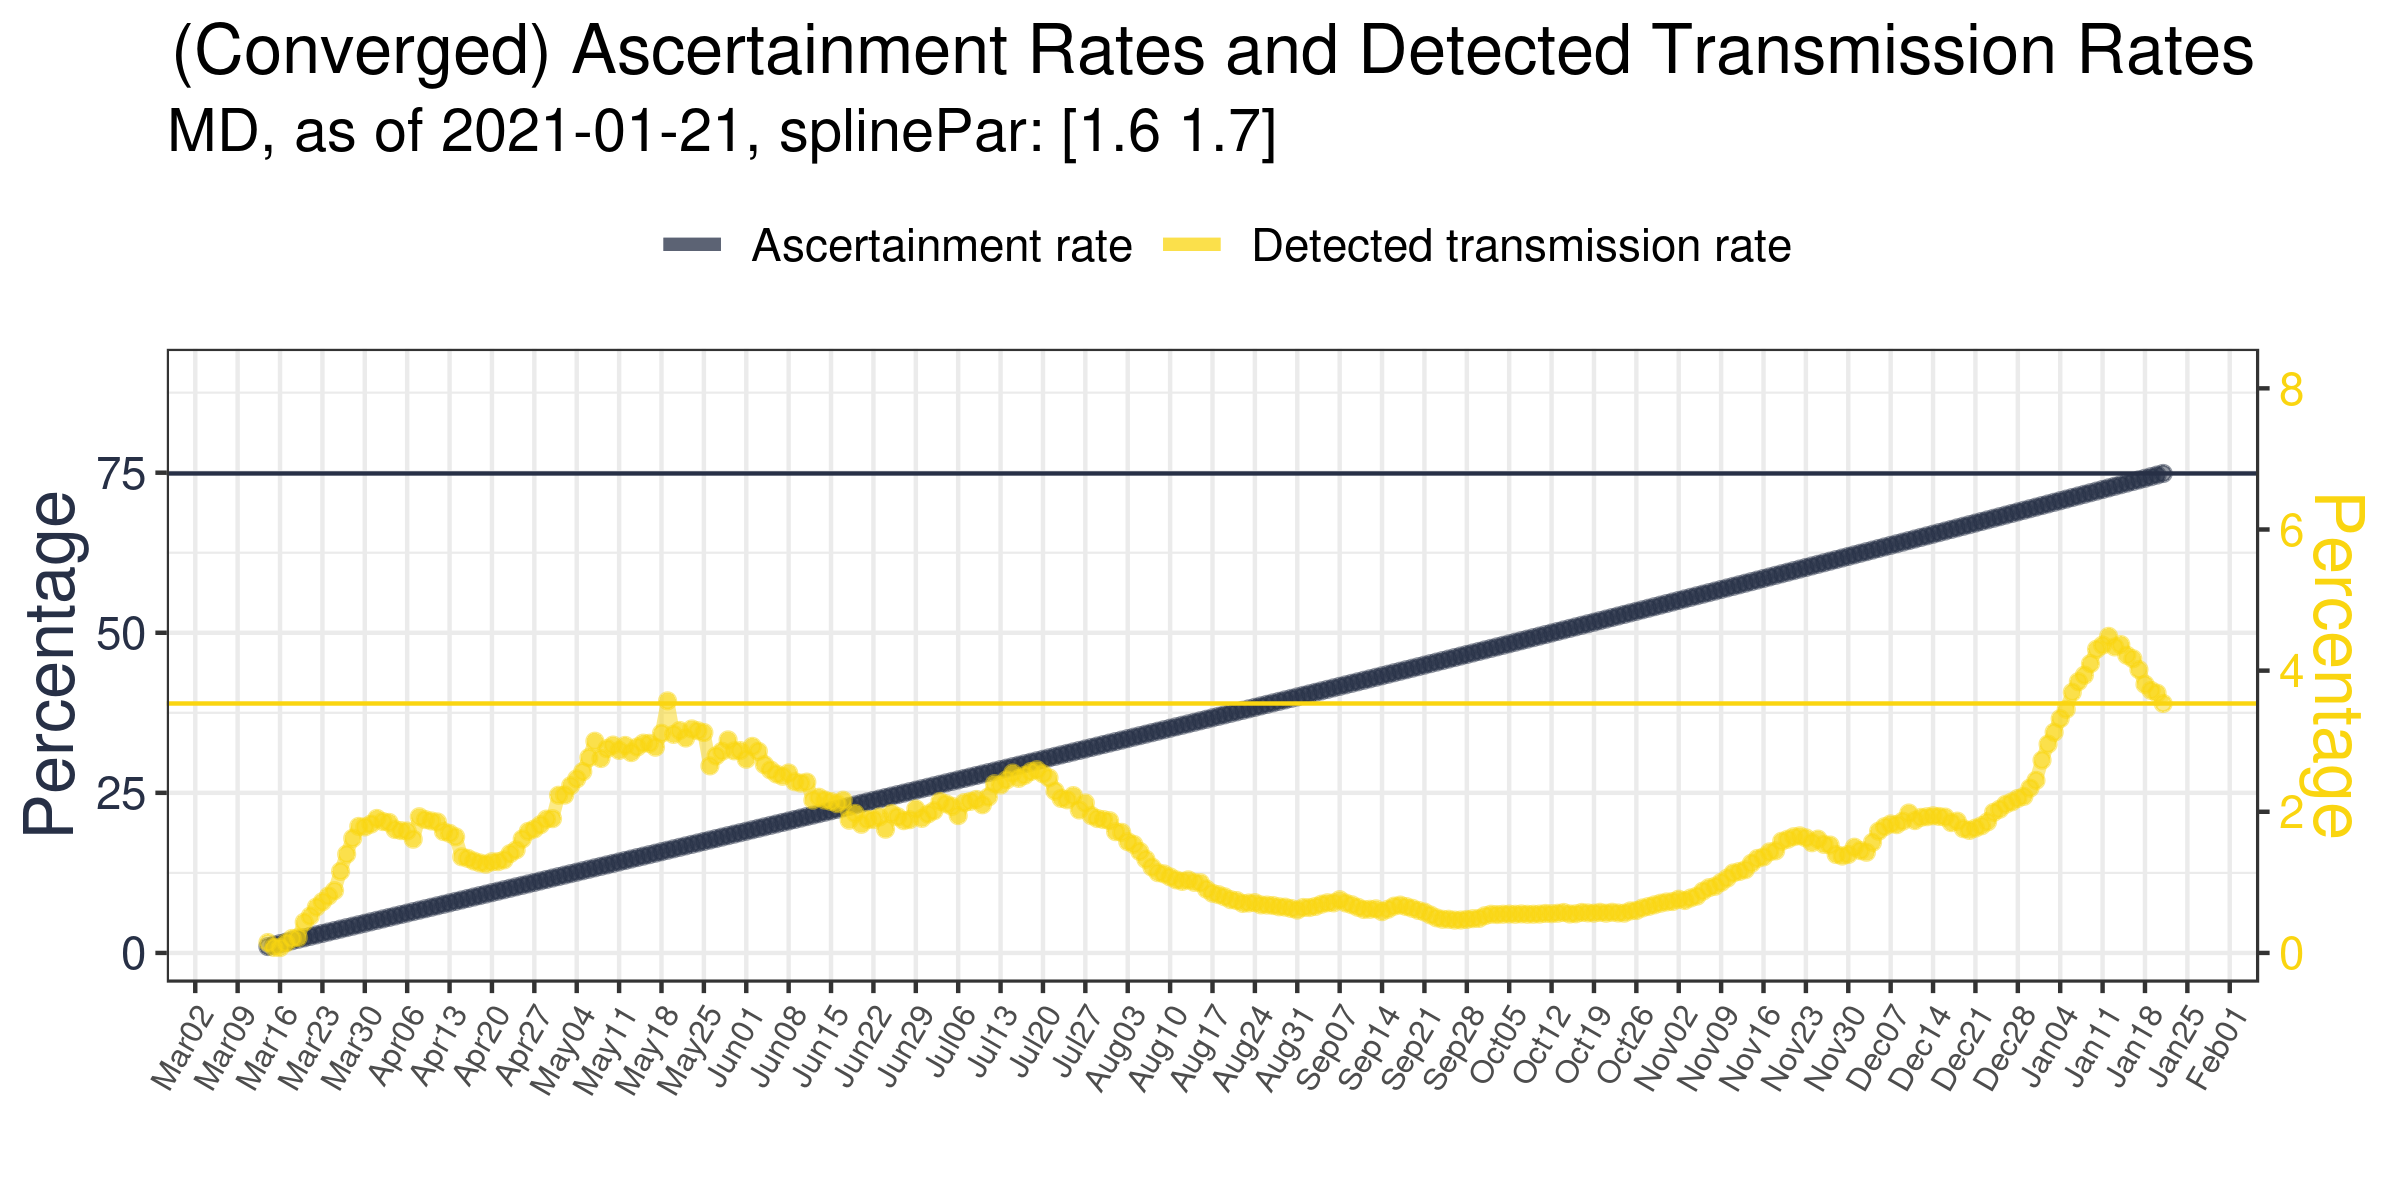 (Converged) Ascertainment Rates and Detected Transmission Rates
MD, as of 2021-01-21, splinePar: [1.6 1.7]
Ascertainment rate Detected transmission rate
Percentage
75
50
25
0
8
6
4
2
0
Percentage
Mar02 Mar09 Mar16 Mar23 Mar30 Apr06 Apr13 Apr20 Apr27 May04 May11 May18 May25 Jun01 Jun08 Jun15 Jun22 Jun29 Jul06 Jul13 Jul20 Jul27 Aug03 Aug10 Aug17 Aug24 Aug31 Sep07 Sep14 Sep21 Sep28 Oct05 Oct12 Oct19 Oct26 Nov02 Nov09 Nov16 Nov23 Nov30 Dec07 Dec14 Dec21 Dec28 Jan04 Jan11 Jan18 Jan25 Feb01